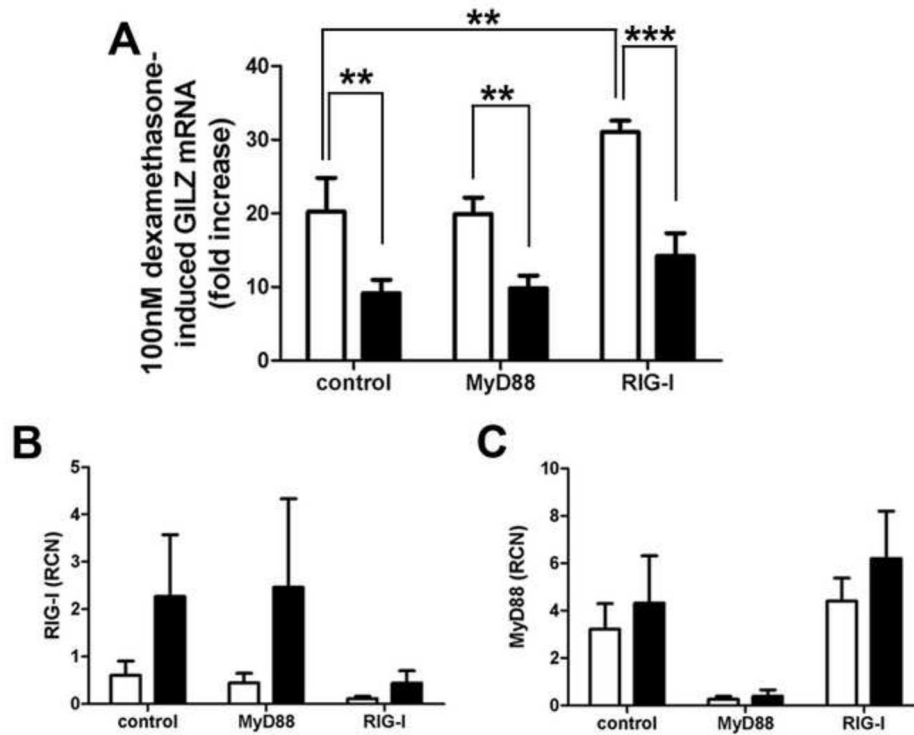 A
**
**
**
***
100nM dexamethasone-
induced GILZ mRNA
(fold increase)
40
30
20
10
0
control MyD88 RIG-I
B
RIG-I (RCN)
5
4
3
2
1
0
control MyD88 RIG-I
C
MyD88 (RCN)
10
8
6
4
2
0
control MyD88 RIG-I